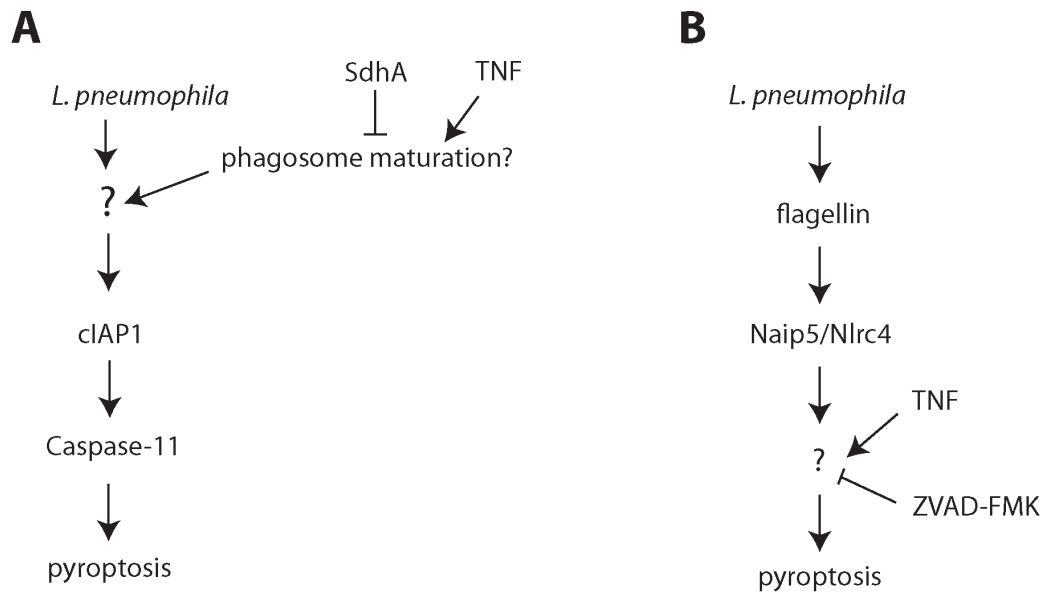 A
SdhA
TNF
L. pneumophila
phagosome maturation?
?
cIAP1
Caspase-11
pyroptosis
B
L. pneumophila
flagellin
Naip5/Nlrc4
TNF
?
ZVAD-FMK
pyroptosis